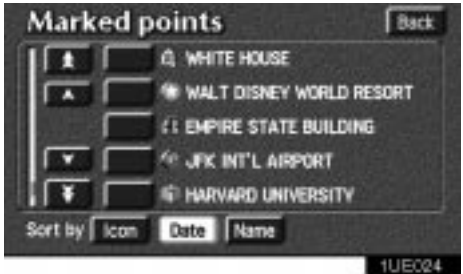 Marked points Back
WHITE HOUSE
WALT DISNEY WORLD RESORT
EMPIRE STATE BUILDING
JFK INT'L AIRPORT
HARVARD UNIVERSITY
Sort by Icon Date Name
1UE024